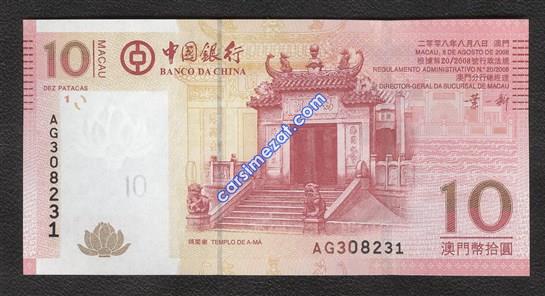 10
MACAU
DEZ PATACAS
中國銀行
BANCO DA CHINA
二零零八年八月八日 澳門
MACAU, 8 DE AGOSTO DE 2008
根據第20/2008號行政法規
REGULAMENTO ADMINISTRATIVO N.º 20/2008
澳門分行總經理
DIRECTOR-GERAL DA SUCURSAL DE MACAU
10
AG308231
10
carsimezat.com
媽閣廟 TEMPLO DE A-MÁ
AG308231
10
澳門幣拾圓